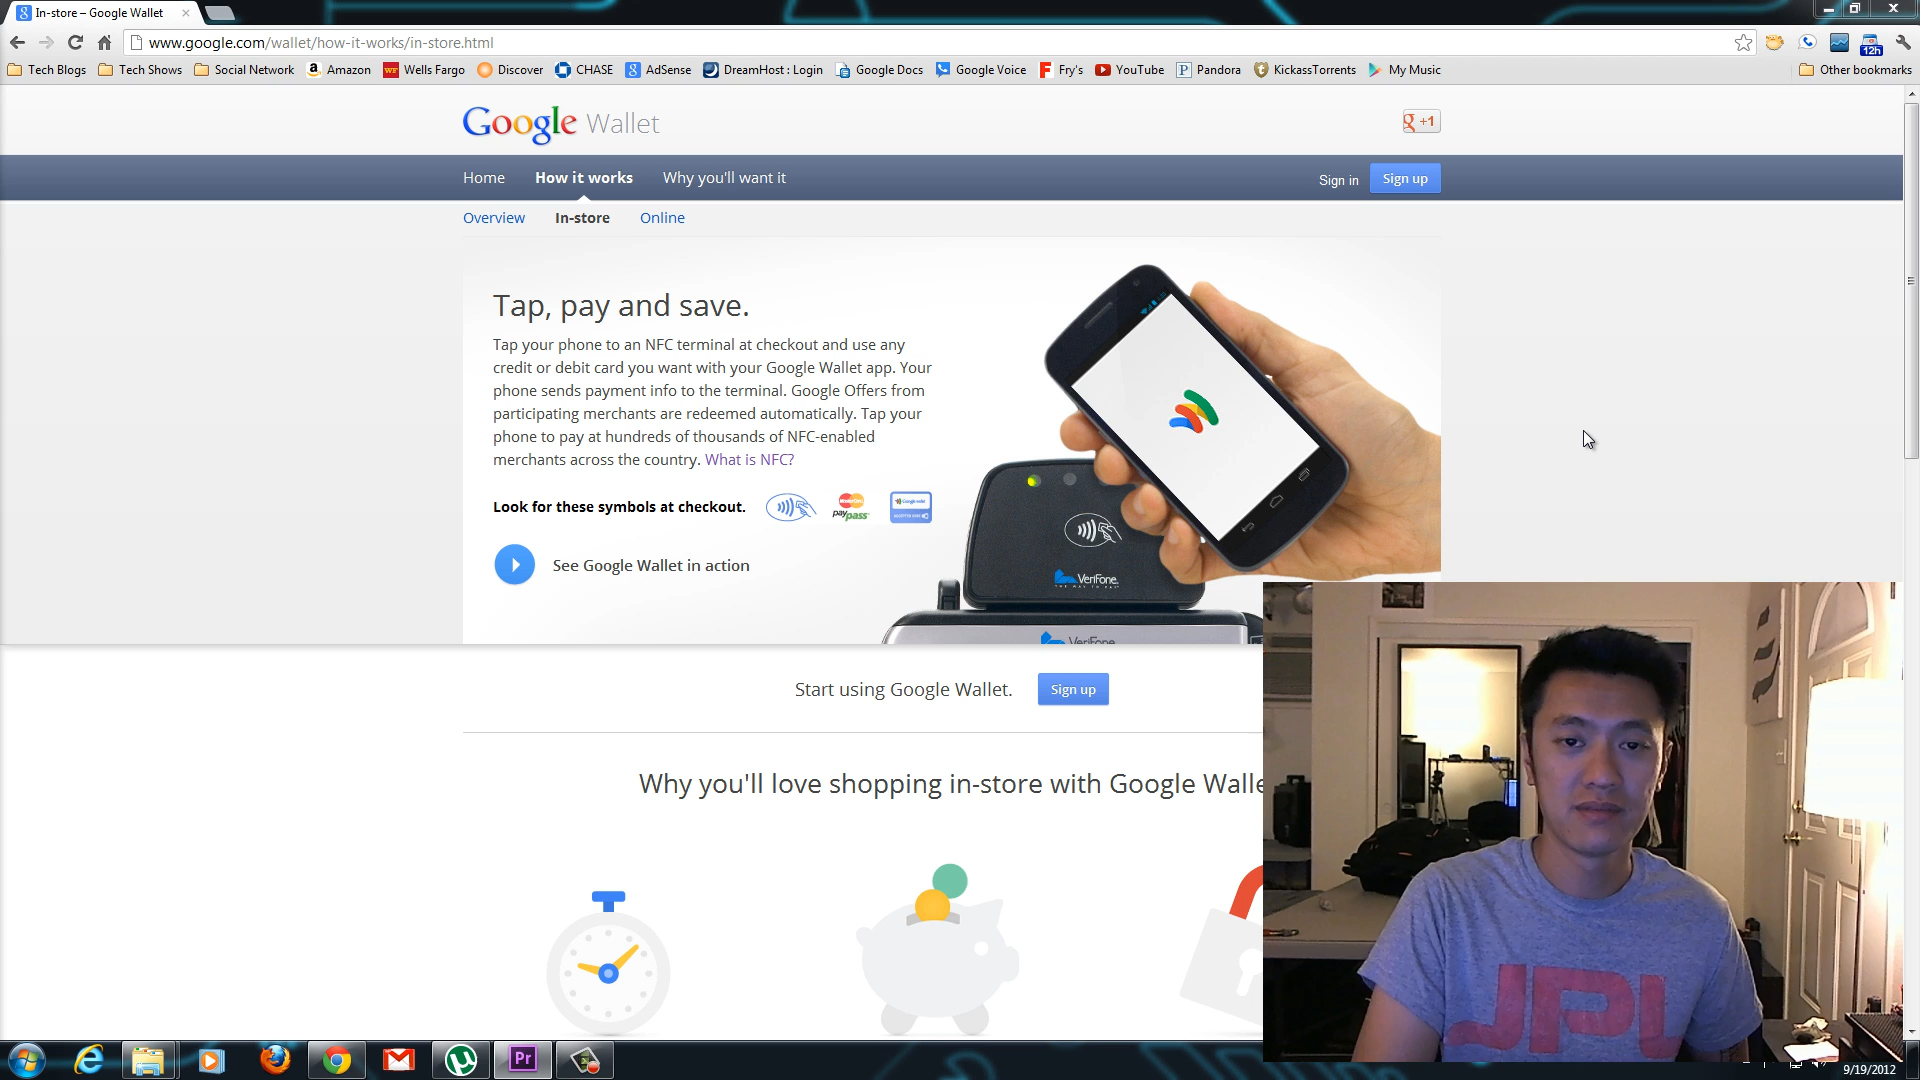 In-store – Google Wallet
www.google.com/wallet/how-it-works/in-store.html
Tech Blogs Tech Shows Social Network Amazon Wells Fargo Discover CHASE AdSense DreamHost : Login Google Docs Google Voice Fry's YouTube Pandora KickassTorrents My Music Other bookmarks
12h
Google Wallet
+1
Home How it works Why you'll want it Sign in Sign up
Overview In-store Online
Tap, pay and save.
Tap your phone to an NFC terminal at checkout and use any
credit or debit card you want with your Google Wallet app. Your
phone sends payment info to the terminal. Google Offers from
participating merchants are redeemed automatically. Tap your
phone to pay at hundreds of thousands of NFC-enabled
merchants across the country. What is NFC?
Look for these symbols at checkout.
PayPass
See Google Wallet in action
VeriFone
THE WAY TO PAY
VeriFone
Start using Google Wallet. Sign up
Why you'll love shopping in-store with Google Walle
JPL
Pr
9/19/2012